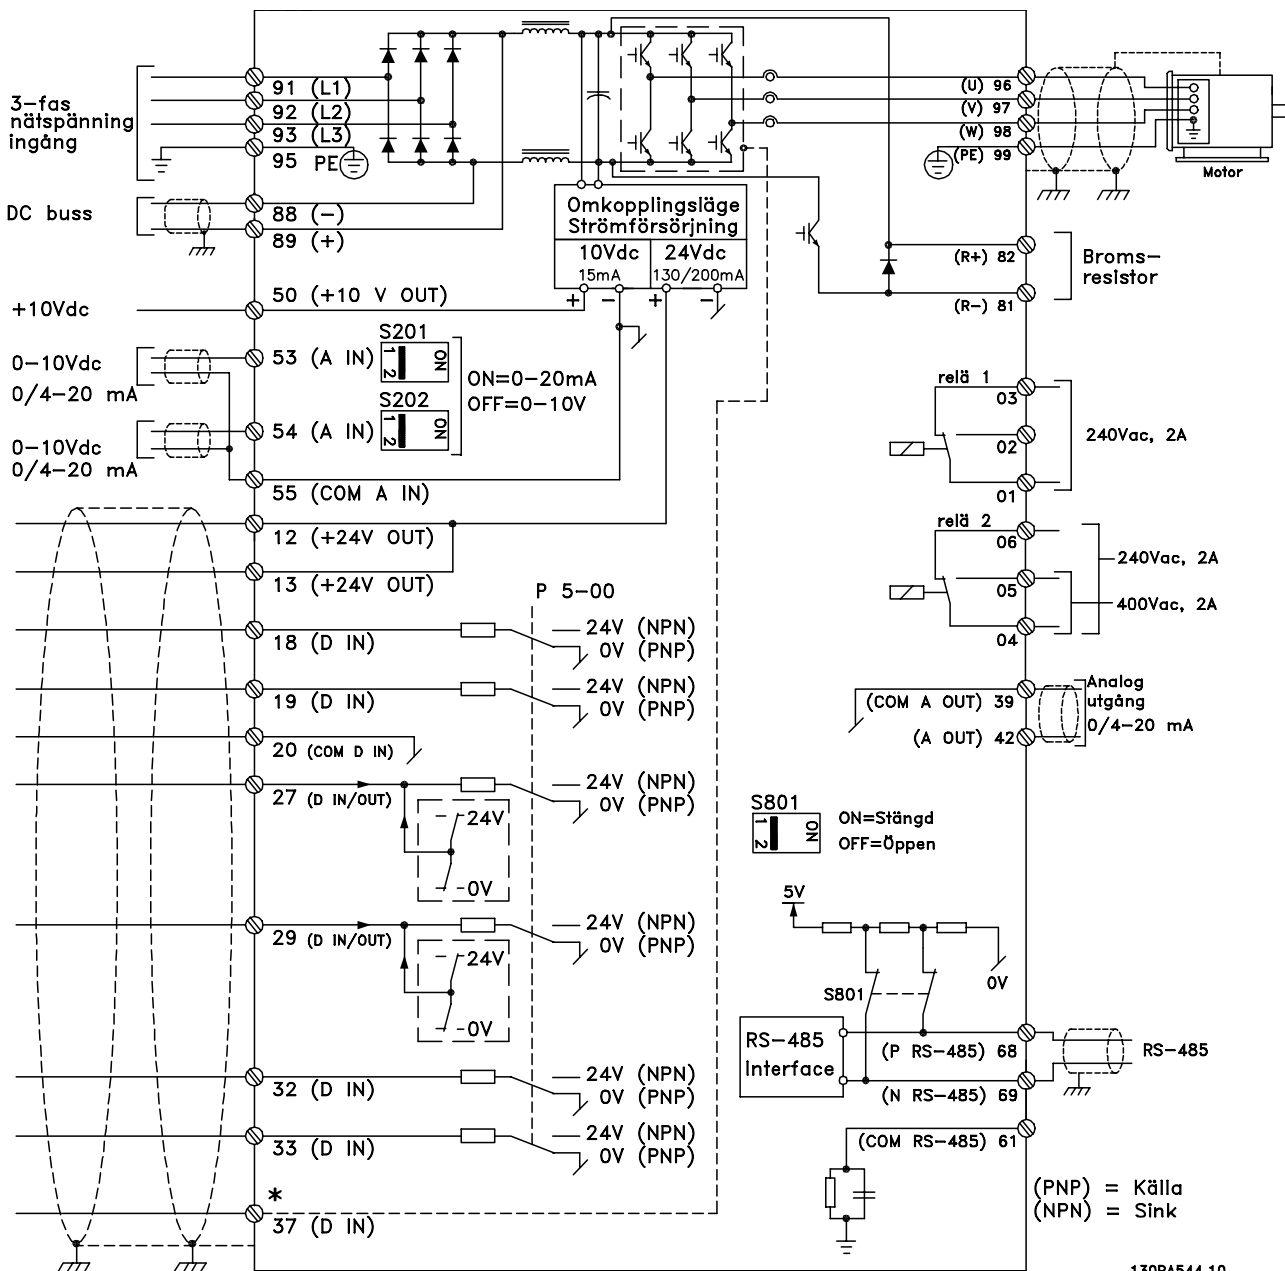 3-fas
nätspänning
ingång
91 (L1)
92 (L2)
93 (L3)
95 PE
DC buss
88 (-)
89 (+)
+10Vdc
50 (+10 V OUT)
0-10Vdc
0/4-20 mA
53 (A IN)
S201
1
2
ON
0-10Vdc
0/4-20 mA
54 (A IN)
S202
1
2
ON
ON=0-20mA
OFF=0-10V
55 (COM A IN)
12 (+24V OUT)
13 (+24V OUT)
P 5-00
18 (D IN)
24V (NPN)
0V (PNP)
19 (D IN)
24V (NPN)
0V (PNP)
20 (COM D IN)
27 (D IN/OUT)
24V (NPN)
0V (PNP)
24V
0V
29 (D IN/OUT)
24V (NPN)
0V (PNP)
24V
0V
32 (D IN)
24V (NPN)
0V (PNP)
33 (D IN)
24V (NPN)
0V (PNP)
*
37 (D IN)
Omkopplingsläge
Strömförsörjning
10Vdc
15mA
24Vdc
130/200mA
+ - + -
(U) 96
(V) 97
(W) 98
(PE) 99
Motor
(R+) 82
(R-) 81
Broms-
resistor
relä 1
03
02
01
240Vac, 2A
relä 2
06
05
04
240Vac, 2A
400Vac, 2A
(COM A OUT) 39
(A OUT) 42
Analog
utgång
0/4-20 mA
S801
1
2
ON
ON=Stängd
OFF=Öppen
5V
S801
0V
RS-485
Interface
(P RS-485) 68
(N RS-485) 69
(COM RS-485) 61
RS-485
(PNP) = Källa
(NPN) = Sink
130BA544.10